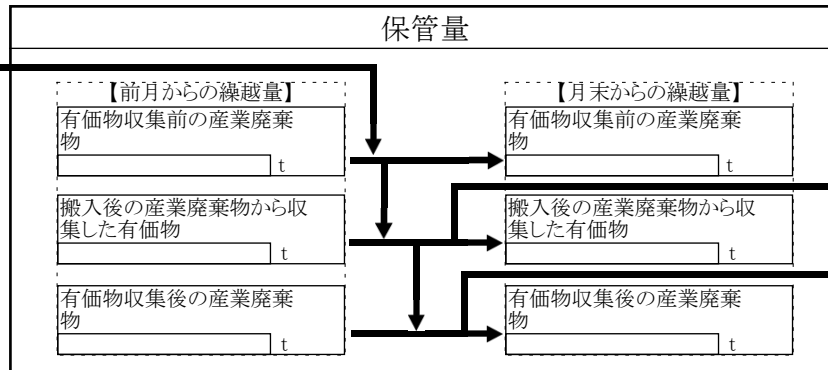 保管量
【前月からの繰越量】
有価物収集前の産業廃棄
物
t
搬入後の産業廃棄物から収
集した有価物
t
有価物収集後の産業廃棄
物
t
【月末からの繰越量】
有価物収集前の産業廃棄
物
t
搬入後の産業廃棄物から収
集した有価物
t
有価物収集後の産業廃棄
物
t